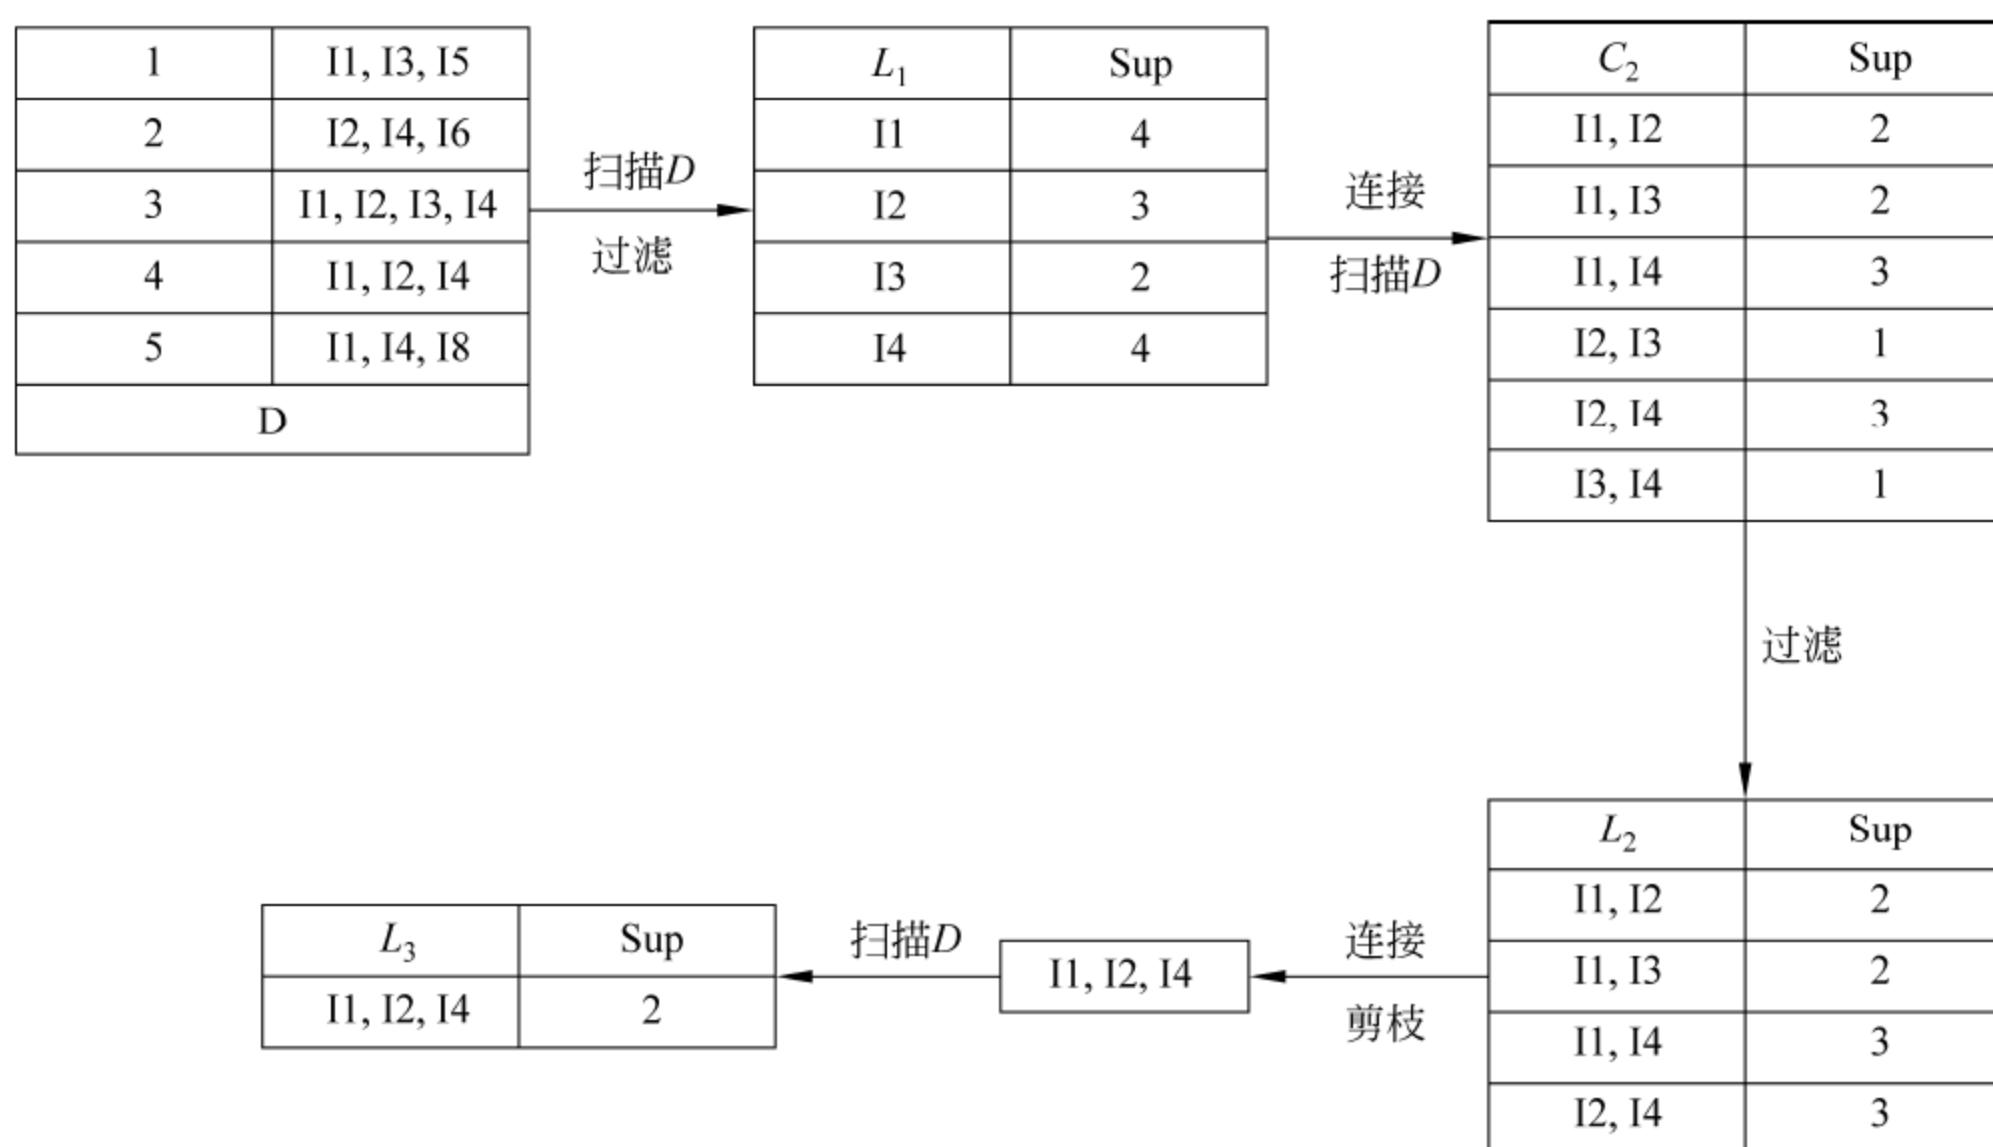 1 I1, I3, I5
2 I2, I4, I6
3 I1, I2, I3, I4
4 I1, I2, I4
5 I1, I4, I8
D
扫描D
过滤
L1 Sup
I1 4
I2 3
I3 2
I4 4
连接
扫描D
C2 Sup
I1, I2 2
I1, I3 2
I1, I4 3
I2, I3 1
I2, I4 3
I3, I4 1
过滤
L2 Sup
I1, I2 2
I1, I3 2
I1, I4 3
I2, I4 3
连接
剪枝
I1, I2, I4
扫描D
L3 Sup
I1, I2, I4 2